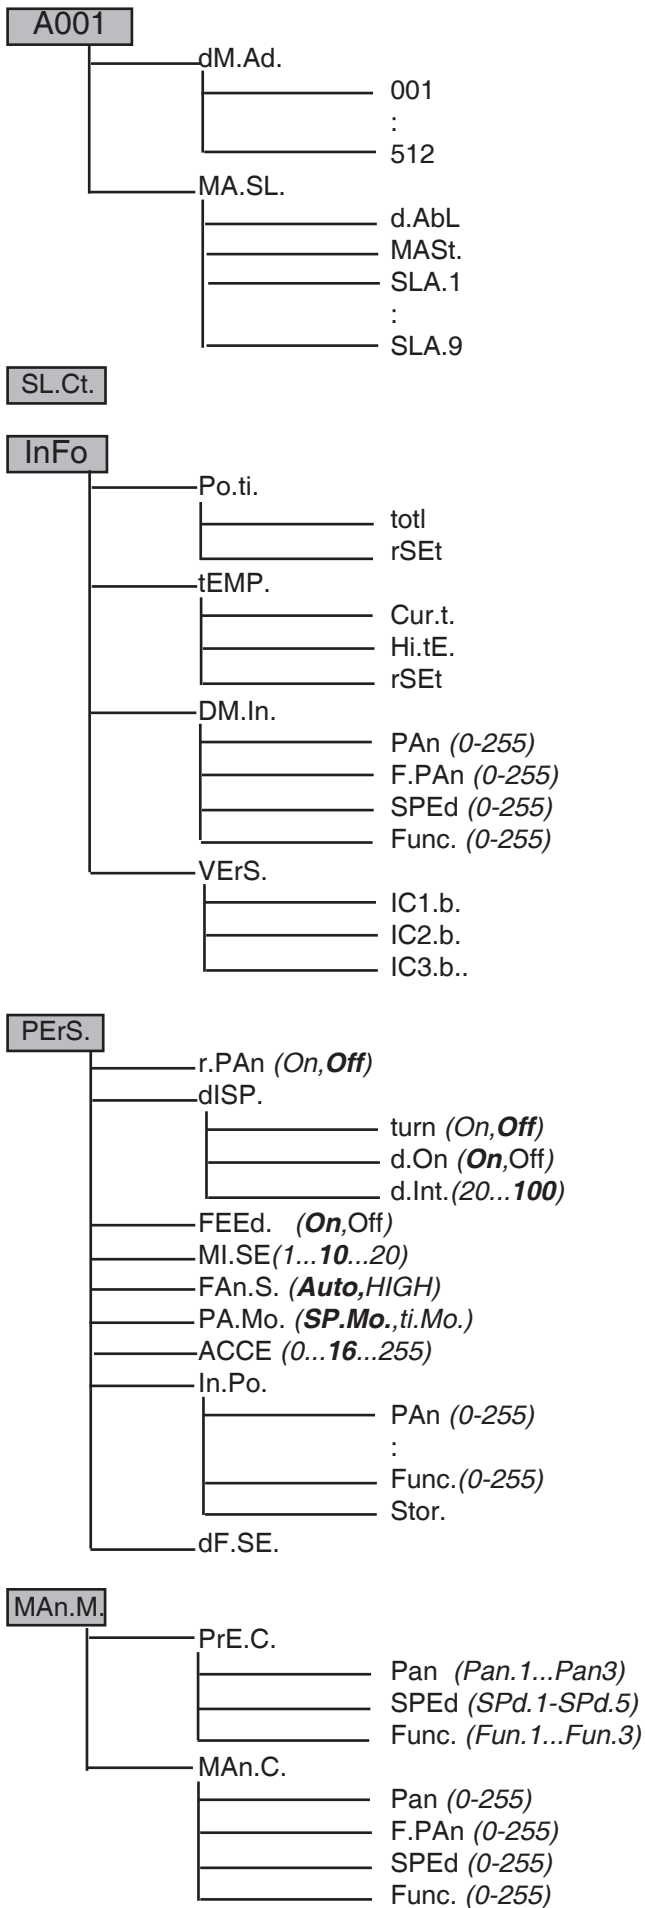 A001
dM.Ad.
001
:
512
MA.SL.
d.AbL
MASt.
SLA.1
:
SLA.9
SL.Ct.
InFo
Po.ti.
totl
rSEt
tEMP.
Cur.t.
Hi.tE.
rSEt
DM.In.
PAn (0-255)
F.PAn (0-255)
SPEd (0-255)
Func. (0-255)
VErS.
IC1.b.
IC2.b.
IC3.b..
PErS.
r.PAn (On,Off)
dISP.
turn (On,Off)
d.On (On,Off)
d.Int.(20...100)
FEEd. (On,Off)
MI.SE(1...10...20)
FAn.S. (Auto,HIGH)
PA.Mo. (SP.Mo.,ti.Mo.)
ACCE (0...16...255)
In.Po.
PAn (0-255)
:
Func.(0-255)
Stor.
dF.SE.
MAn.M.
PrE.C.
Pan (Pan.1...Pan3)
SPEd (SPd.1-SPd.5)
Func. (Fun.1...Fun.3)
MAn.C.
Pan (0-255)
F.PAn (0-255)
SPEd (0-255)
Func. (0-255)